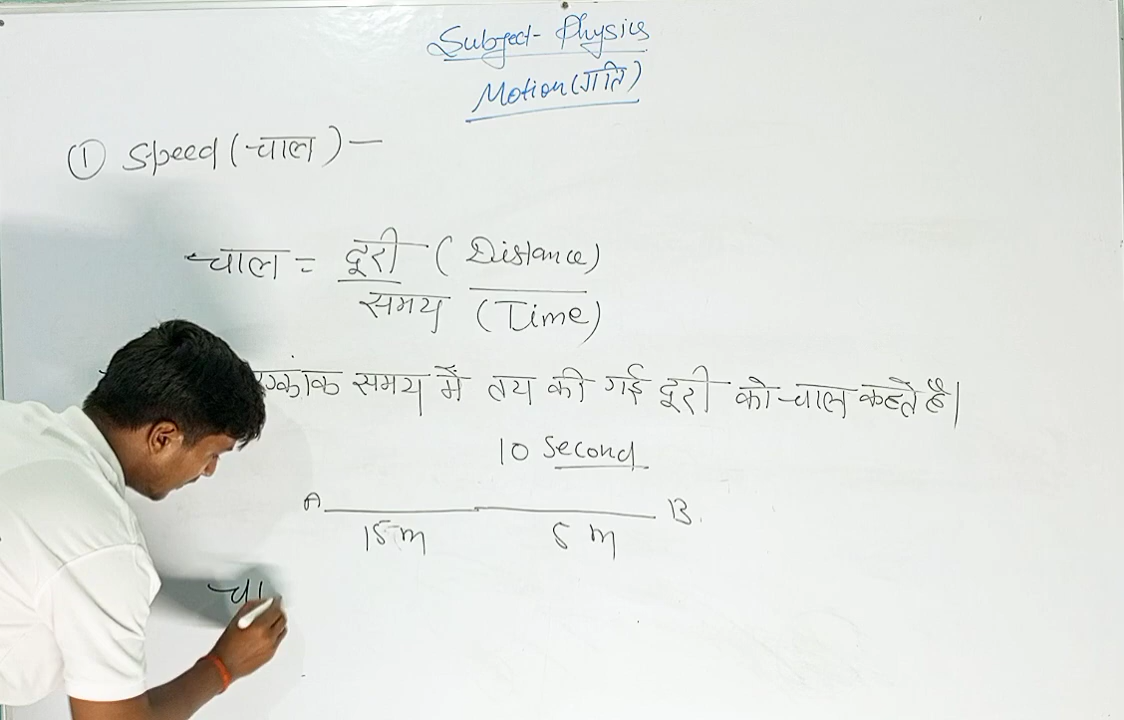 Subject- Physics
Motion (गति)
① Speed (चाल) –
चाल = दूरी (Distance)
समय (Time)
समय में तय की गई दूरी को चाल कहते है।
10 Second
A B.
15 m 5 m
चा